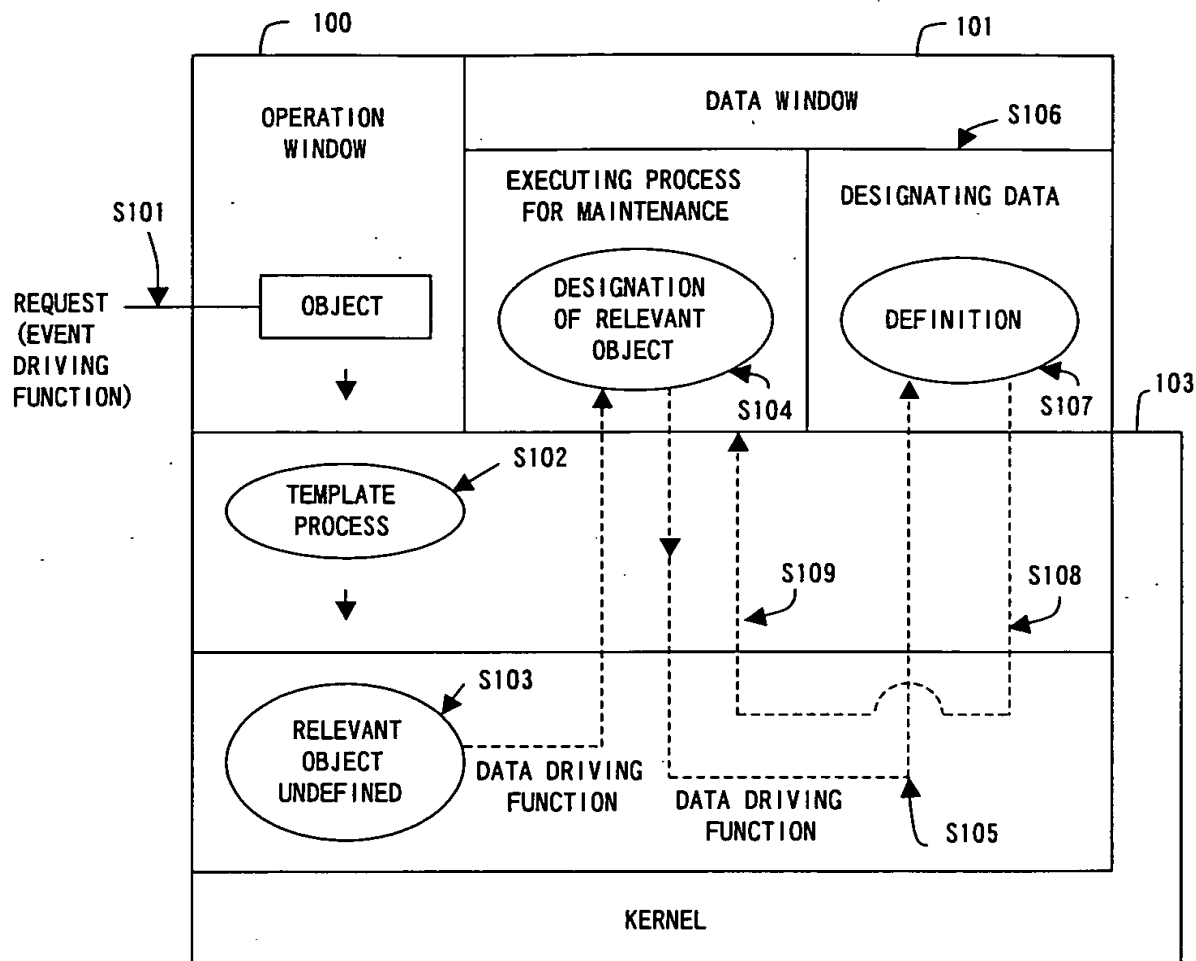 100
101
OPERATION
WINDOW
DATA WINDOW
S106
EXECUTING PROCESS
FOR MAINTENANCE
DESIGNATING DATA
S101
REQUEST
(EVENT
DRIVING
FUNCTION)
OBJECT
DESIGNATION
OF RELEVANT
OBJECT
DEFINITION
S104
S107
103
S102
TEMPLATE
PROCESS
S109
S108
S103
RELEVANT
OBJECT
UNDEFINED
DATA DRIVING
FUNCTION
DATA DRIVING
FUNCTION
S105
KERNEL